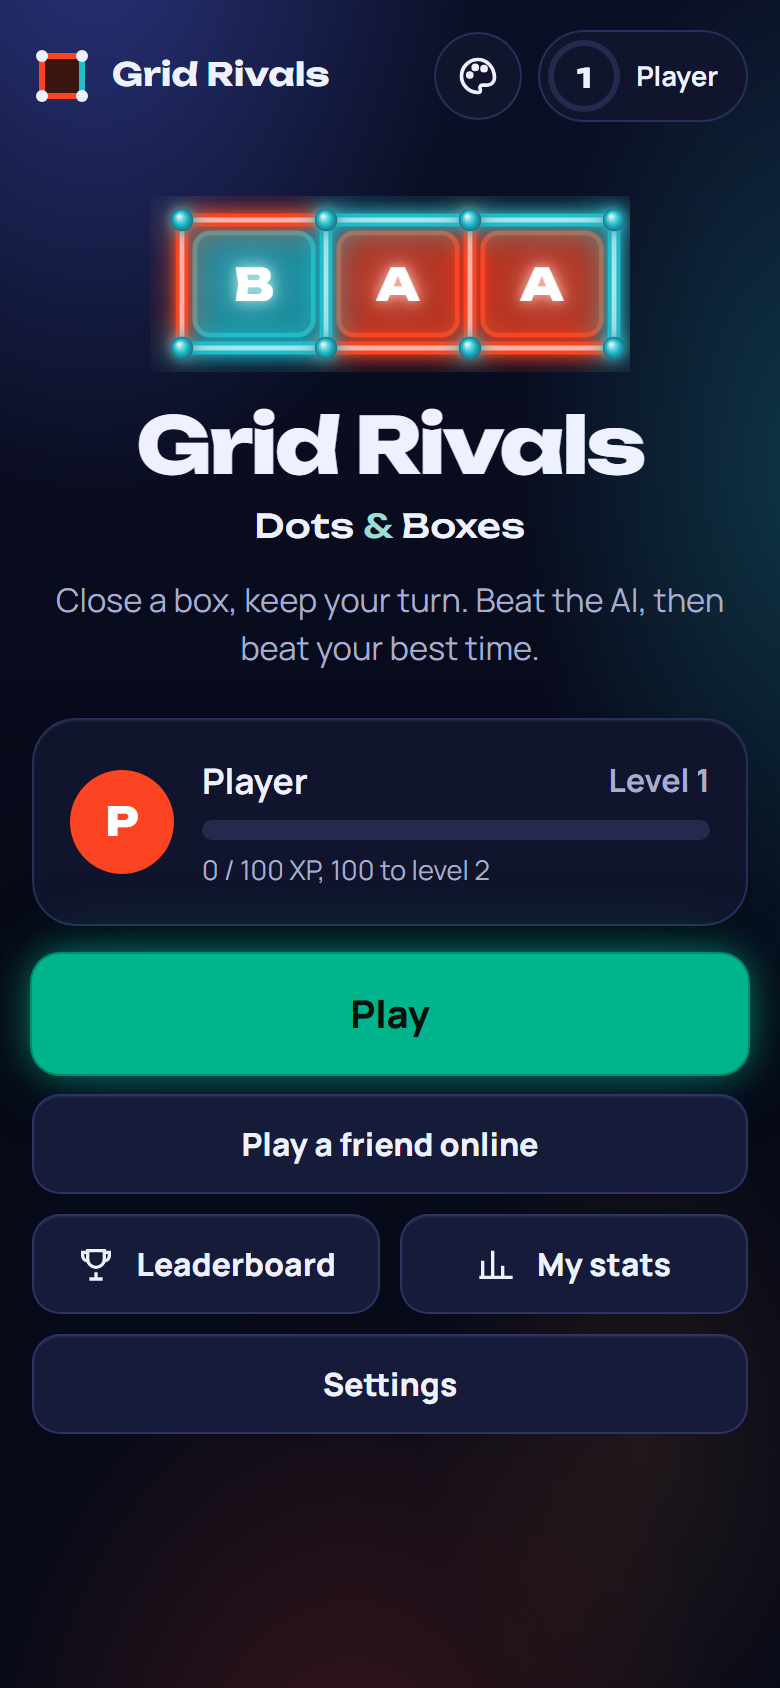 Grid Rivals
1 Player
B A A
Grid Rivals
Dots & Boxes
Close a box, keep your turn. Beat the AI, then
beat your best time.
P
Player Level 1
0 / 100 XP, 100 to level 2
Play
Play a friend online
Leaderboard
My stats
Settings